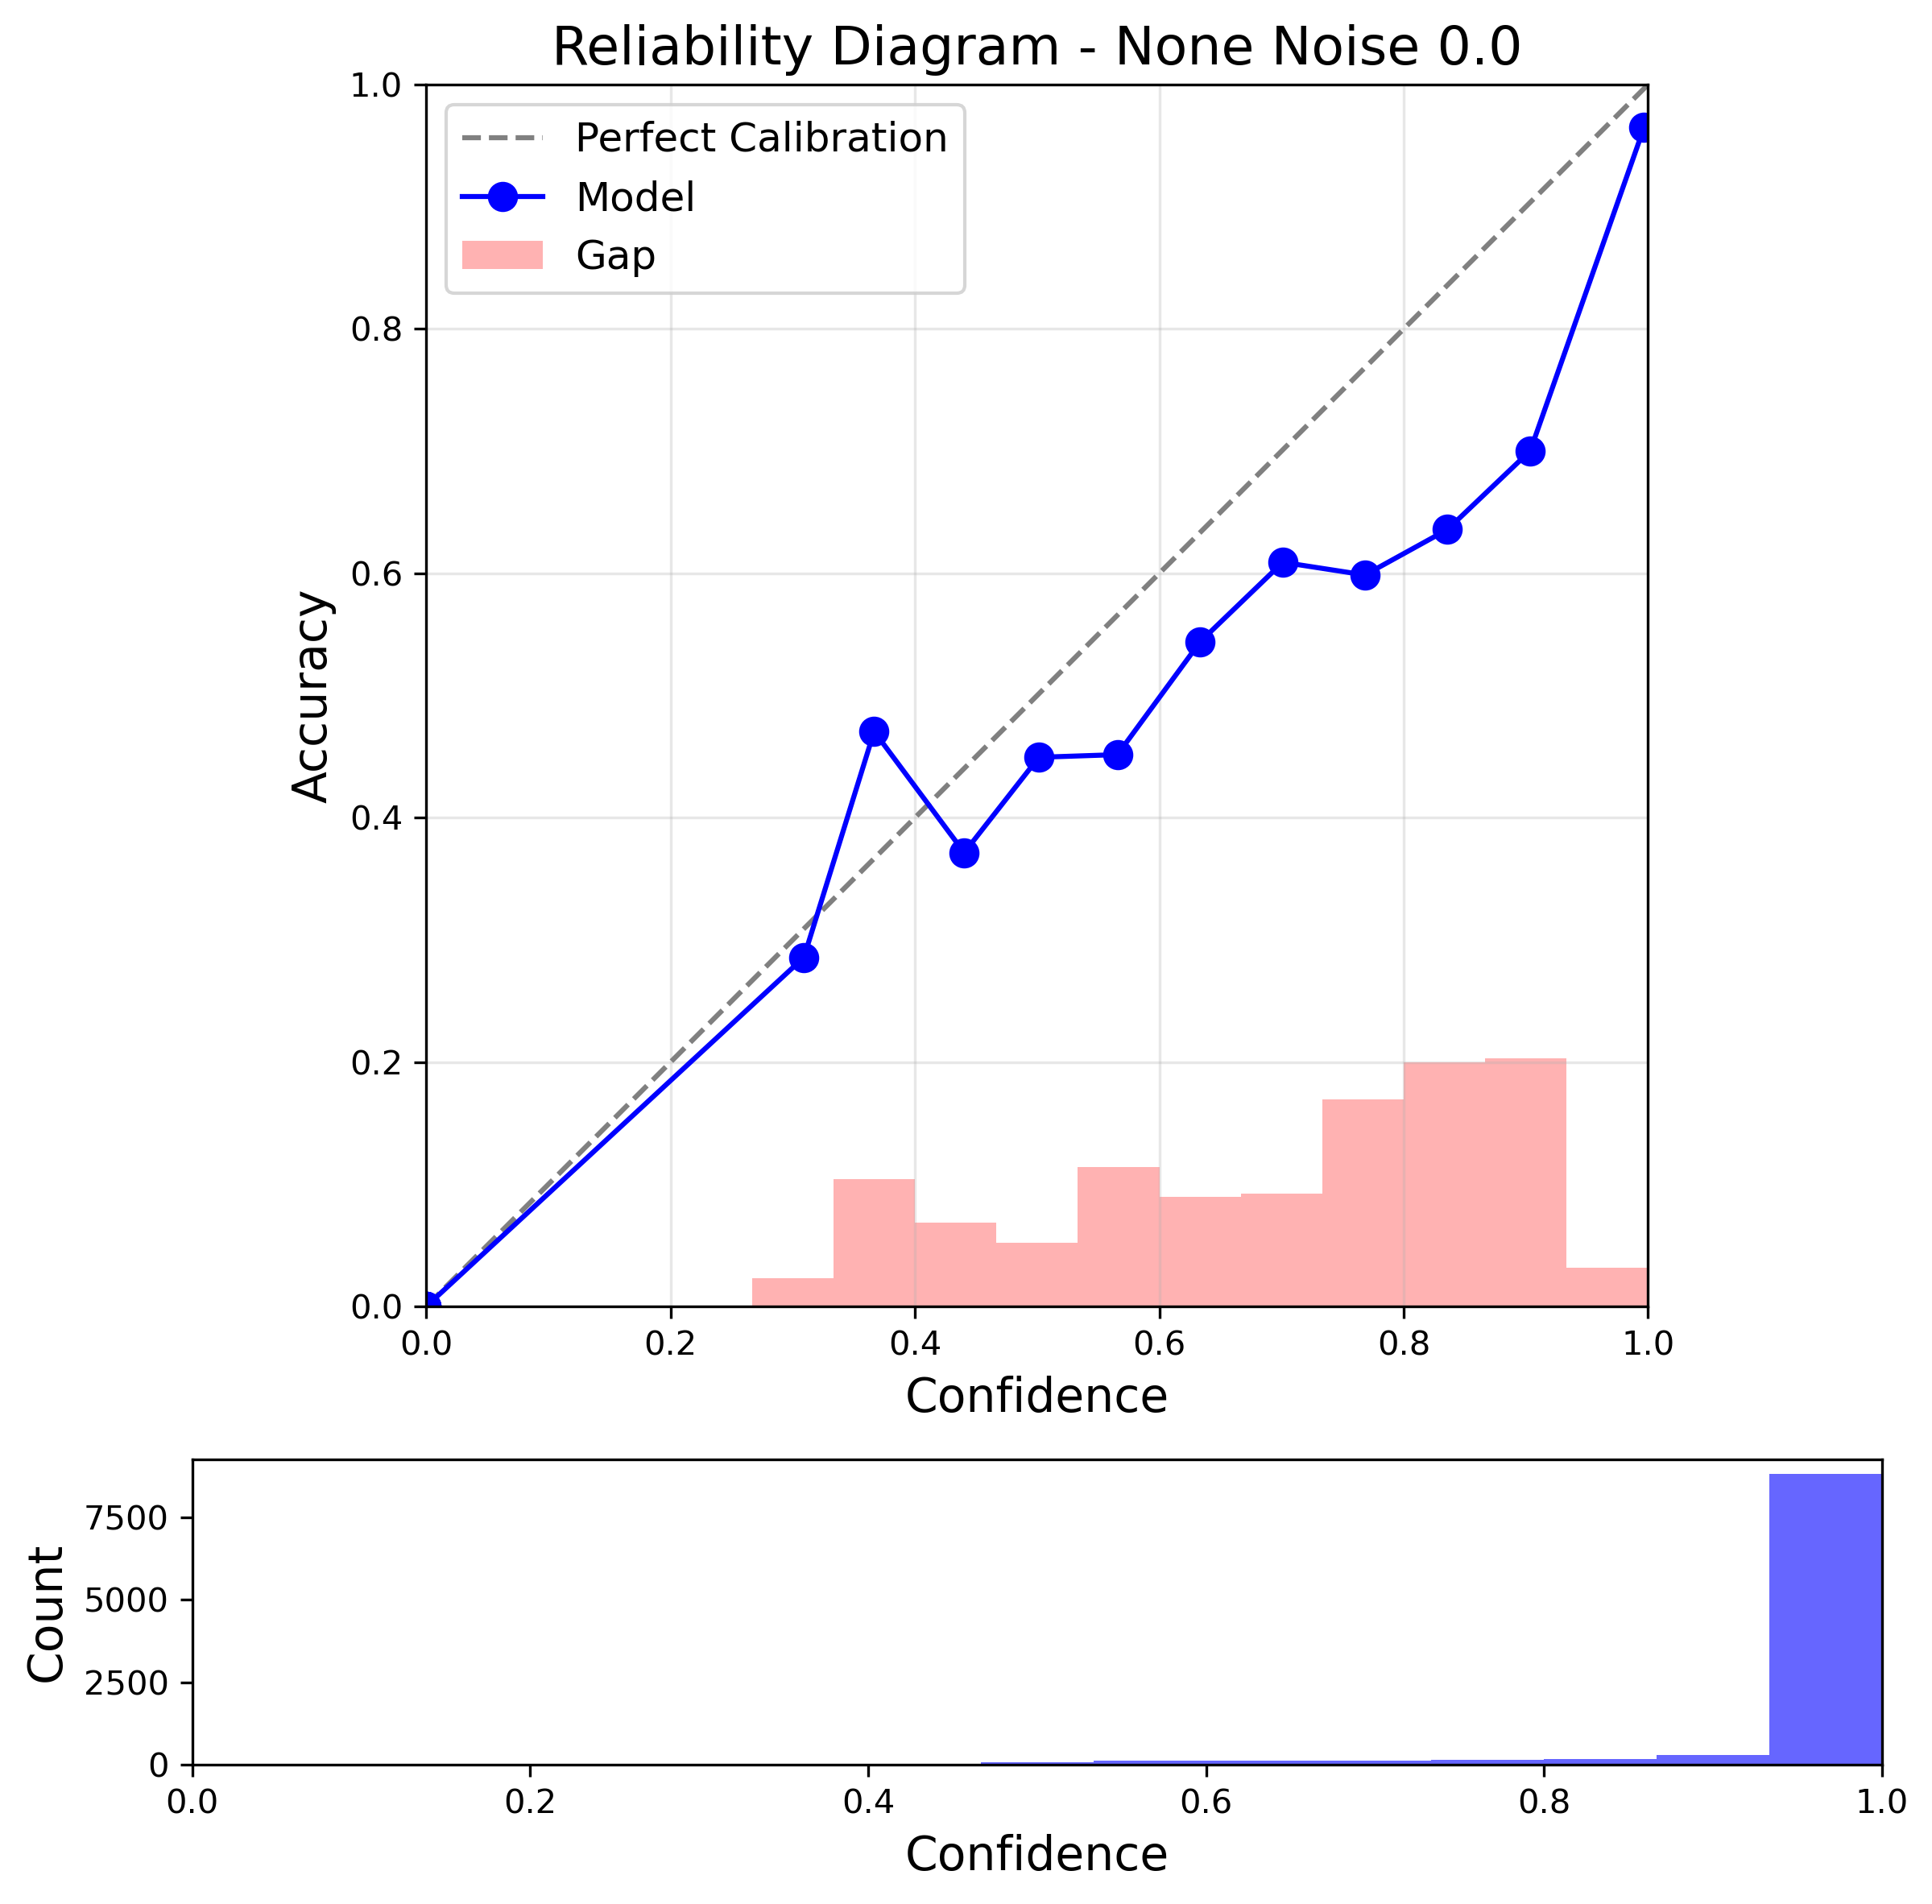 Reliability Diagram - None Noise 0.0
Perfect Calibration
Model
Gap
Accuracy
1.0
0.8
0.6
0.4
0.2
0.0
0.0 0.2 0.4 0.6 0.8 1.0
Confidence
Count
7500
5000
2500
0
0.0 0.2 0.4 0.6 0.8 1.0
Confidence